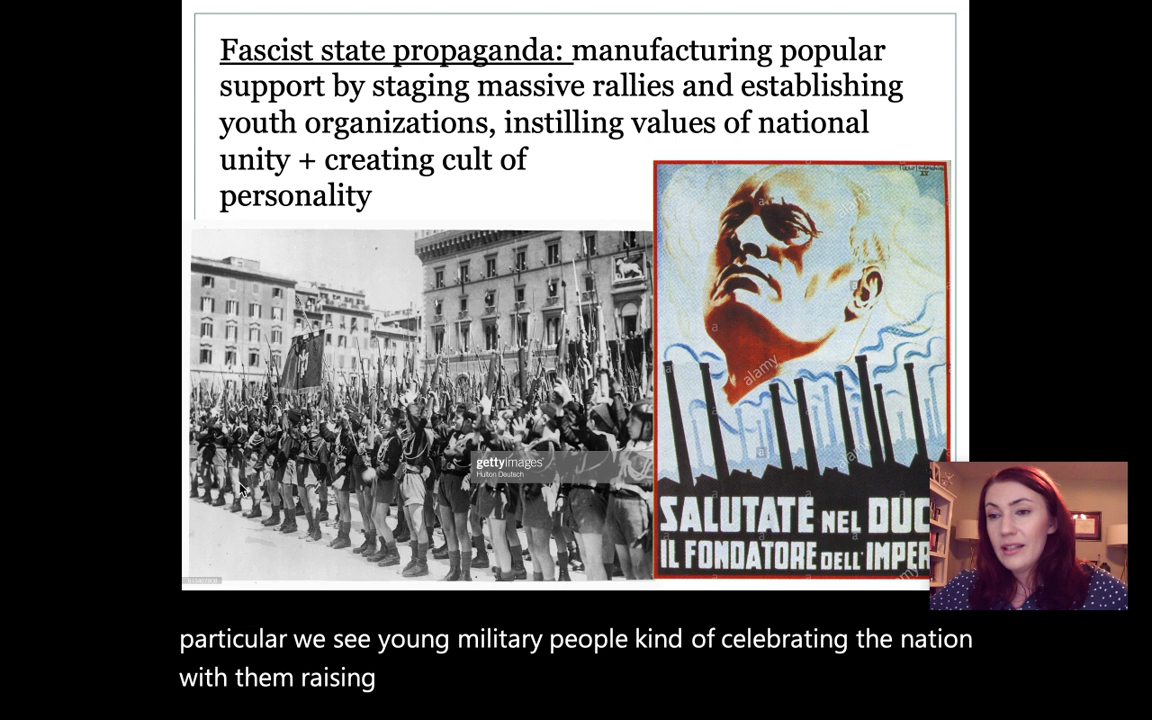 Fascist state propaganda: manufacturing popular
support by staging massive rallies and establishing
youth organizations, instilling values of national
unity + creating cult of
personality
gettyimages
Hulton Deutsch
alamy
SALUTATE NEL DUC
IL FONDATORE DELL'IMPER
particular we see young military people kind of celebrating the nation
with them raising